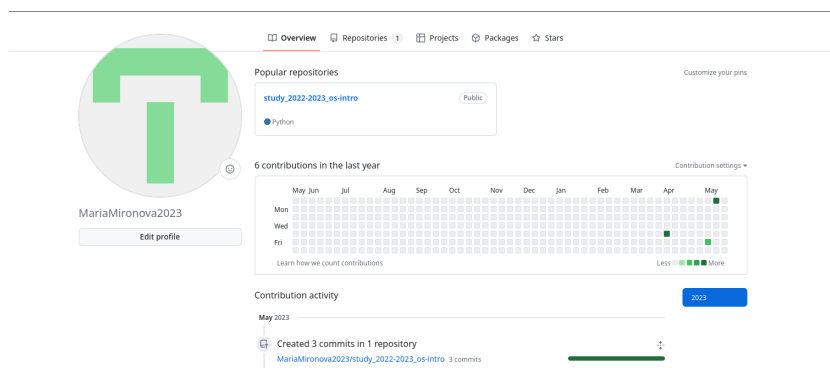 Overview Repositories 1 Projects Packages Stars
Popular repositories Customize your pins
study_2022-2023_os-intro Public
Python
MariaMironova2023
Edit profile
6 contributions in the last year Contribution settings
May Jun Jul Aug Sep Oct Nov Dec Jan Feb Mar Apr May
Mon
Wed
Fri
Learn how we count contributions Less More
Contribution activity 2023
May 2023
Created 3 commits in 1 repository
MariaMironova2023/study_2022-2023_os-intro 3 commits